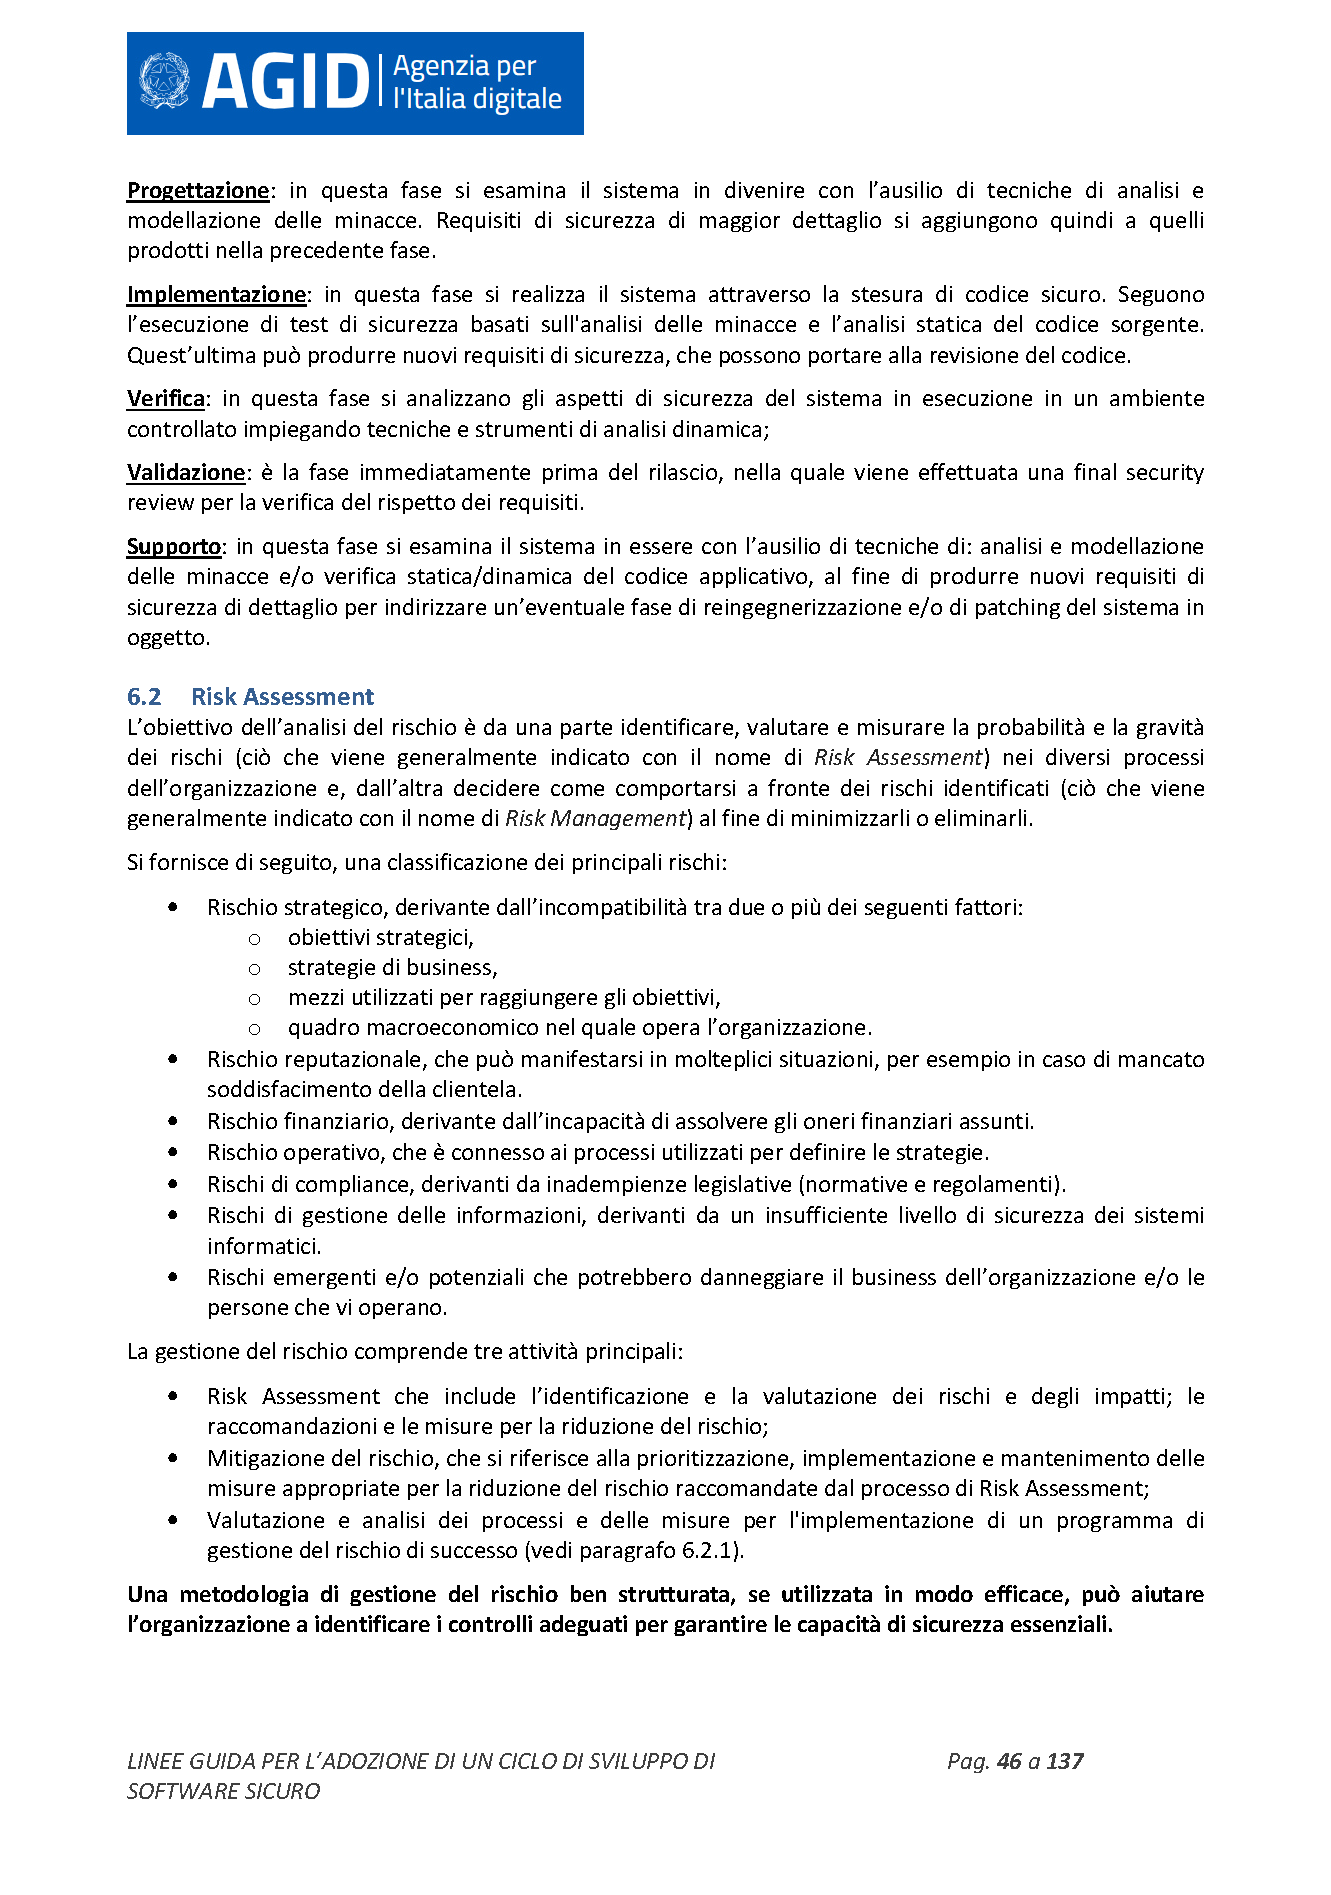 AGID | Agenzia per
l'Italia digitale
Progettazione: in questa fase si esamina il sistema in divenire con l’ausilio di tecniche di analisi e
modellazione delle minacce. Requisiti di sicurezza di maggior dettaglio si aggiungono quindi a quelli
prodotti nella precedente fase.
Implementazione: in questa fase si realizza il sistema attraverso la stesura di codice sicuro. Seguono
l’esecuzione di test di sicurezza basati sull'analisi delle minacce e l’analisi statica del codice sorgente.
Quest’ultima può produrre nuovi requisiti di sicurezza, che possono portare alla revisione del codice.
Verifica: in questa fase si analizzano gli aspetti di sicurezza del sistema in esecuzione in un ambiente
controllato impiegando tecniche e strumenti di analisi dinamica;
Validazione: è la fase immediatamente prima del rilascio, nella quale viene effettuata una final security
review per la verifica del rispetto dei requisiti.
Supporto: in questa fase si esamina il sistema in essere con l’ausilio di tecniche di: analisi e modellazione
delle minacce e/o verifica statica/dinamica del codice applicativo, al fine di produrre nuovi requisiti di
sicurezza di dettaglio per indirizzare un’eventuale fase di reingegnerizzazione e/o di patching del sistema in
oggetto.
6.2 Risk Assessment
L’obiettivo dell’analisi del rischio è da una parte identificare, valutare e misurare la probabilità e la gravità
dei rischi (ciò che viene generalmente indicato con il nome di Risk Assessment) nei diversi processi
dell’organizzazione e, dall’altra decidere come comportarsi a fronte dei rischi identificati (ciò che viene
generalmente indicato con il nome di Risk Management) al fine di minimizzarli o eliminarli.
Si fornisce di seguito, una classificazione dei principali rischi:
• Rischio strategico, derivante dall’incompatibilità tra due o più dei seguenti fattori:
o obiettivi strategici,
o strategie di business,
o mezzi utilizzati per raggiungere gli obiettivi,
o quadro macroeconomico nel quale opera l’organizzazione.
• Rischio reputazionale, che può manifestarsi in molteplici situazioni, per esempio in caso di mancato
soddisfacimento della clientela.
• Rischio finanziario, derivante dall’incapacità di assolvere gli oneri finanziari assunti.
• Rischio operativo, che è connesso ai processi utilizzati per definire le strategie.
• Rischi di compliance, derivanti da inadempienze legislative (normative e regolamenti).
• Rischi di gestione delle informazioni, derivanti da un insufficiente livello di sicurezza dei sistemi
informatici.
• Rischi emergenti e/o potenziali che potrebbero danneggiare il business dell’organizzazione e/o le
persone che vi operano.
La gestione del rischio comprende tre attività principali:
• Risk Assessment che include l’identificazione e la valutazione dei rischi e degli impatti; le
raccomandazioni e le misure per la riduzione del rischio;
• Mitigazione del rischio, che si riferisce alla prioritizzazione, implementazione e mantenimento delle
misure appropriate per la riduzione del rischio raccomandate dal processo di Risk Assessment;
• Valutazione e analisi dei processi e delle misure per l'implementazione di un programma di
gestione del rischio di successo (vedi paragrafo 6.2.1).
Una metodologia di gestione del rischio ben strutturata, se utilizzata in modo efficace, può aiutare
l’organizzazione a identificare i controlli adeguati per garantire le capacità di sicurezza essenziali.
LINEE GUIDA PER L’ADOZIONE DI UN CICLO DI SVILUPPO DI Pag. 46 a 137
SOFTWARE SICURO